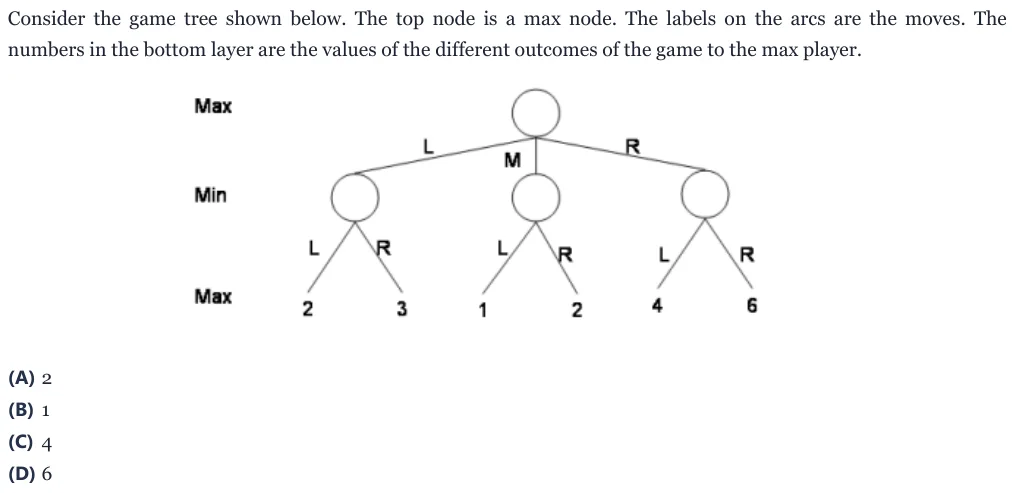 Consider the game tree shown below. The top node is a max node. The labels on the arcs are the moves. The
numbers in the bottom layer are the values of the different outcomes of the game to the max player.
Max
L M R
Min
L R L R L R
Max 2 3 1 2 4 6
(A) 2
(B) 1
(C) 4
(D) 6